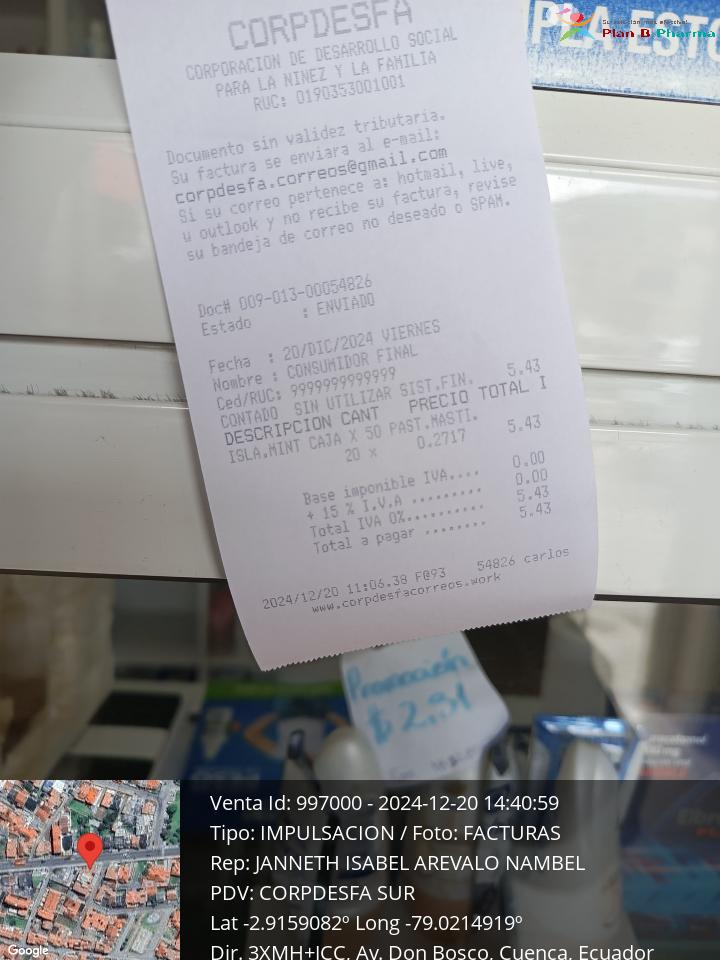 Plan B Pharma
CORPDESFA
CORPORACION DE DESARROLLO SOCIAL
PARA LA NINEZ Y LA FAMILIA
RUC: 0190353001001
Documento sin validez tributaria.
Su factura se enviara al e-mail:
corpdesfa.correos@gmail.com
Si su correo pertenece a: hotmail, live,
u outlook y no recibe su factura, revise
su bandeja de correo no deseado o SPAM.
Doc# 009-013-00054826
Estado : ENVIADO
Fecha : 20/DIC/2024 VIERNES
Nombre : CONSUMIDOR FINAL
Ced/RUC: 9999999999999
CONTADO SIN UTILIZAR SIST.FIN. 5.43
DESCRIPCION CANT PRECIO TOTAL I
ISLA.MINT CAJA X 50 PAST.MASTI.
20 x 0.2717 5.43
Base imponible IVA.... 0.00
+ 15 % I.V.A ......... 0.00
Total IVA 0%.......... 5.43
Total a pagar ........ 5.43
2024/12/20 11:06.38 F@93 54826 carlos
www.corpdesfacorreos.work
Promoción
$ 2.91
Venta Id: 997000 - 2024-12-20 14:40:59
Tipo: IMPULSACION / Foto: FACTURAS
Rep: JANNETH ISABEL AREVALO NAMBEL
PDV: CORPDESFA SUR
Lat -2.9159082º Long -79.0214919º
Dir. 3XMH+JCC, Av. Don Bosco, Cuenca, Ecuador
Google